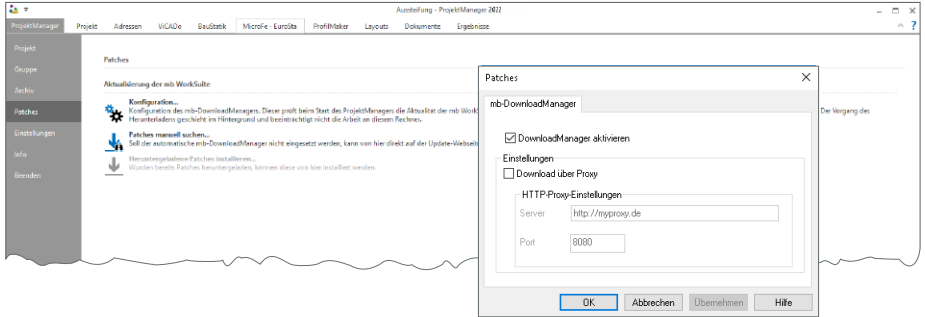 Aussteifung - ProjektManager 2022
ProjektManager Projekt Adressen ViCADo BauStatik MicroFe - EuroSta ProfilMaker Layouts Dokumente Ergebnisse
Projekt
Gruppe
Archiv
Patches
Einstellungen
Info
Beenden
Patches
Aktualisierung der mb WorkSuite
Konfiguration...
Konfiguration des mb-DownloadManagers. Dieser prüft beim Start des ProjektManagers die Aktualität der mb Work
Der Vorgang des
Herunterladens geschieht im Hintergrund und beeinträchtigt nicht die Arbeit an diesem Rechner.
Patches manuell suchen...
Soll der automatische mb-DownloadManager nicht eingesetzt werden, kann von hier direkt auf der Update-Webseit
Heruntergeladene Patches installieren...
Wurden bereits Patches heruntergeladen, können diese von hier installiert werden.
Patches
mb-DownloadManager
DownloadManager aktivieren
Einstellungen
Download über Proxy
HTTP-Proxy-Einstellungen
Server http://myproxy.de
Port 8080
OK Abbrechen Übernehmen Hilfe